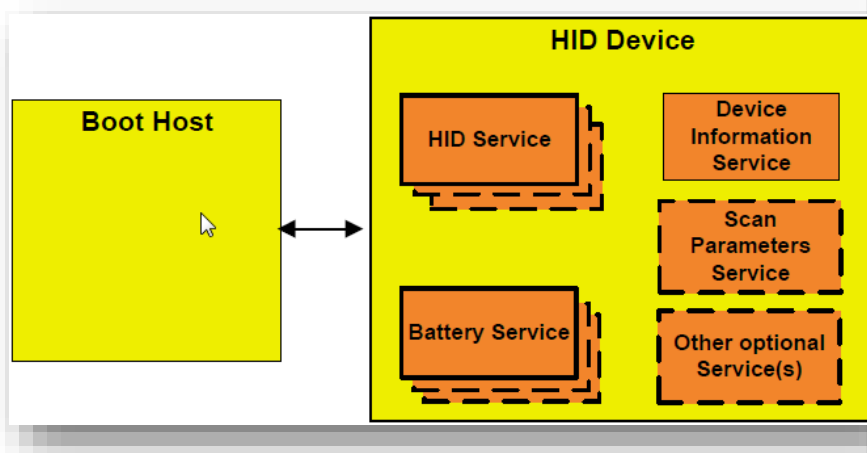 HID Device
Boot Host
HID Service
Device
Information
Service
Scan
Parameters
Service
Battery Service
Other optional
Service(s)